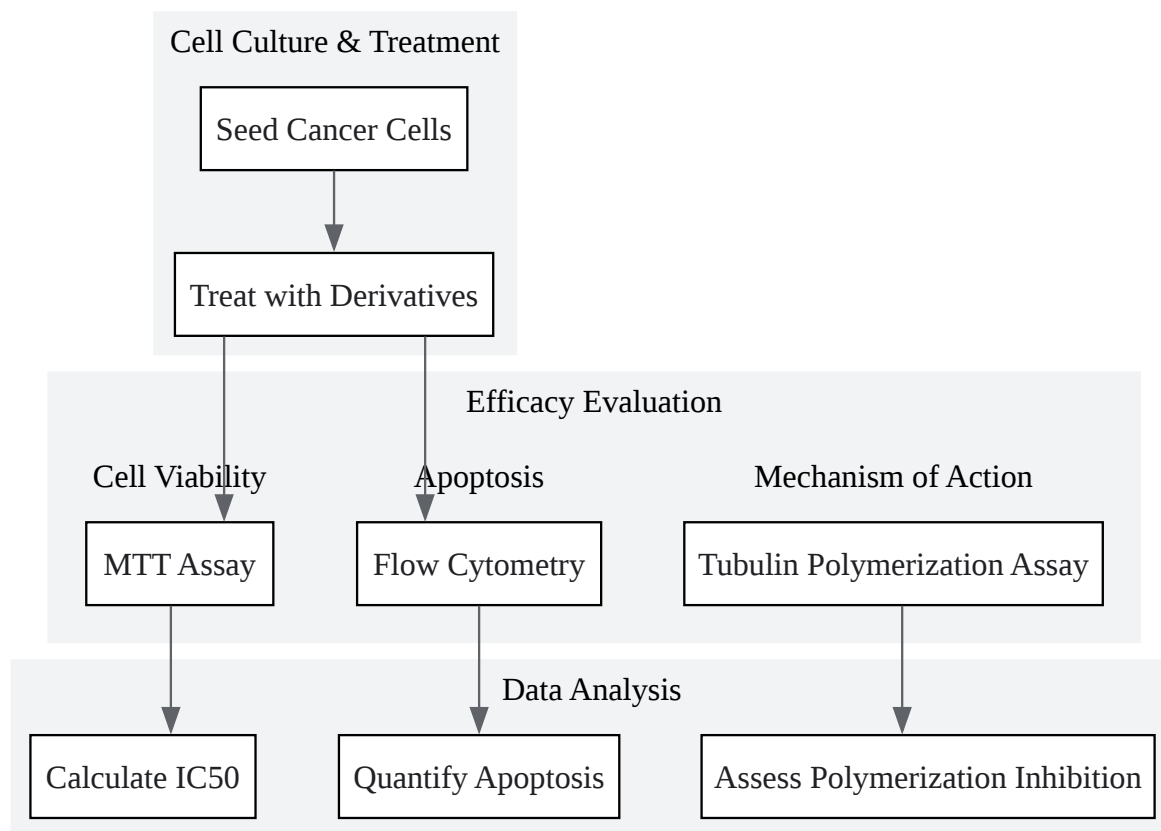 Cell Culture & Treatment
Seed Cancer Cells
Treat with Derivatives
Efficacy Evaluation
Cell Viability
Apoptosis
Mechanism of Action
MTT Assay
Flow Cytometry
Tubulin Polymerization Assay
Data Analysis
Calculate IC50
Quantify Apoptosis
Assess Polymerization Inhibition